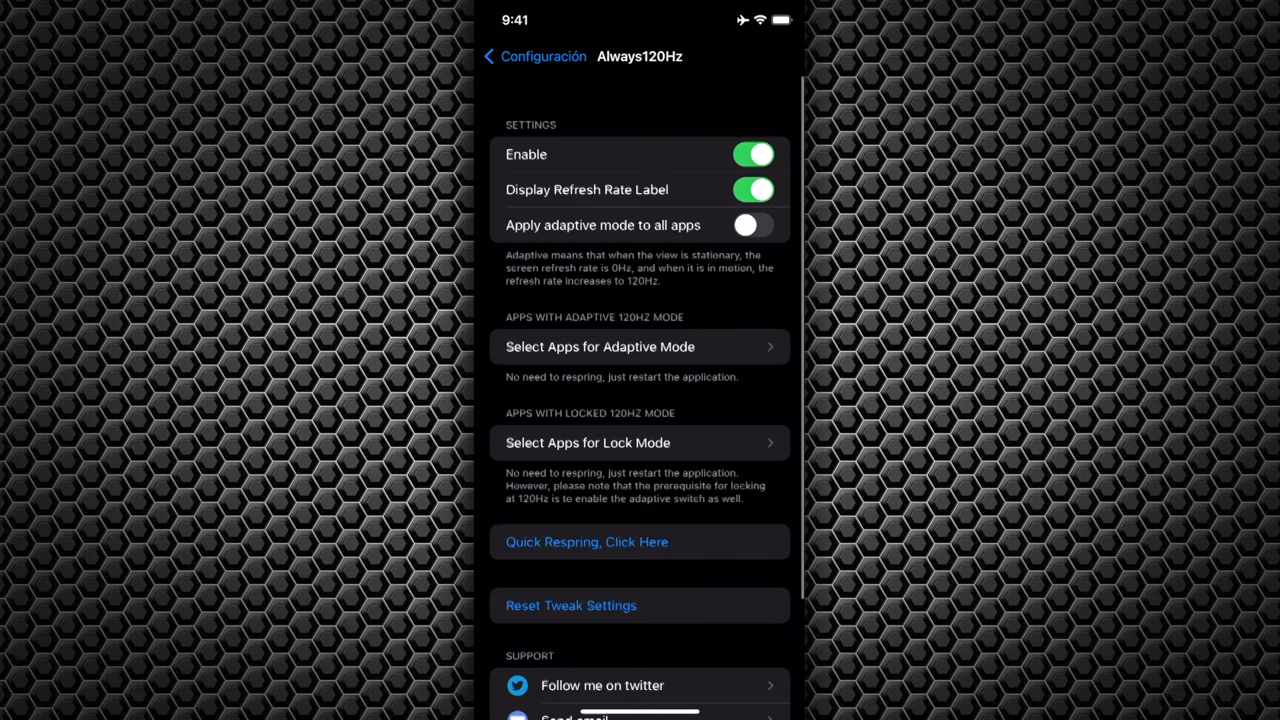 9:41
Configuración Always120Hz
SETTINGS
Enable
Display Refresh Rate Label
Apply adaptive mode to all apps
Adaptive means that when the view is stationary, the
screen refresh rate is 0Hz, and when it is in motion, the
refresh rate increases to 120Hz.
APPS WITH ADAPTIVE 120HZ MODE
Select Apps for Adaptive Mode
No need to respring, just restart the application.
APPS WITH LOCKED 120HZ MODE
Select Apps for Lock Mode
No need to respring, just restart the application.
However, please note that the prerequisite for locking
at 120Hz is to enable the adaptive switch as well.
Quick Respring, Click Here
Reset Tweak Settings
SUPPORT
Follow me on twitter
Send email